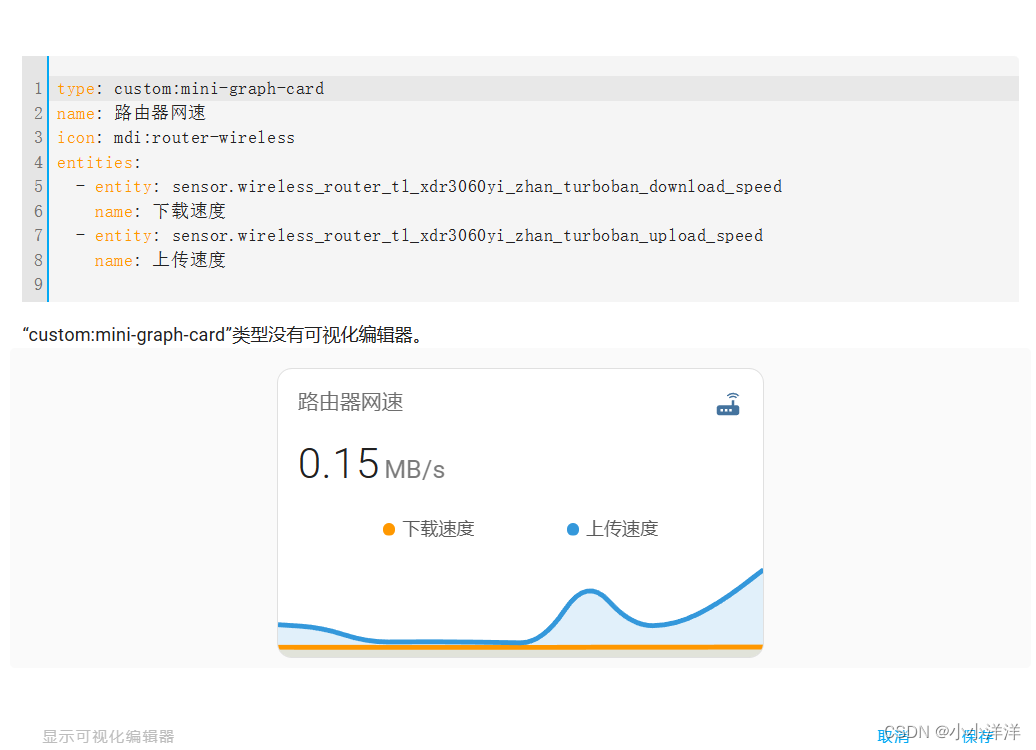 1 type: custom:mini-graph-card
2 name: 路由器网速
3 icon: mdi:router-wireless
4 entities:
5   - entity: sensor.wireless_router_tl_xdr3060yi_zhan_turboban_download_speed
6     name: 下载速度
7   - entity: sensor.wireless_router_tl_xdr3060yi_zhan_turboban_upload_speed
8     name: 上传速度
9
“custom:mini-graph-card”类型没有可视化编辑器。
路由器网速
0.15 MB/s
下载速度 上传速度
显示可视化编辑器 取消 保存
CSDN @小小洋洋